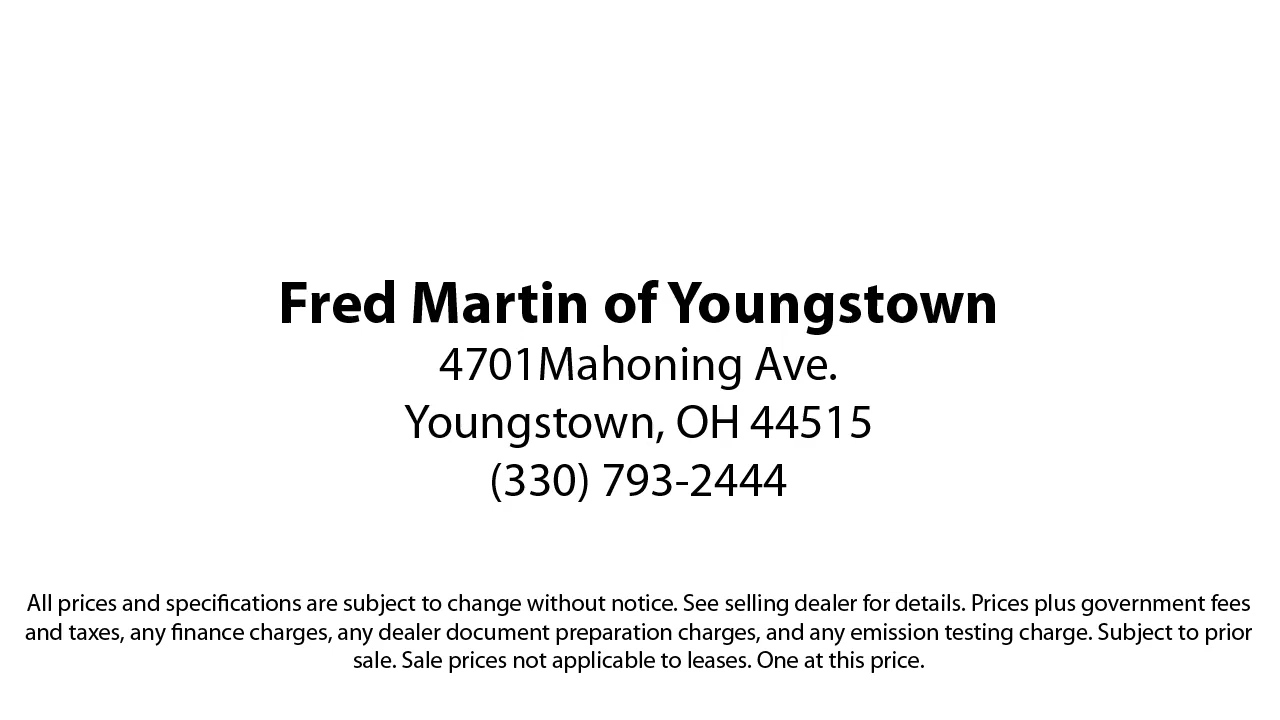 Fred Martin of Youngstown
4701Mahoning Ave.
Youngstown, OH 44515
(330) 793-2444
All prices and specifications are subject to change without notice. See selling dealer for details. Prices plus government fees
and taxes, any finance charges, any dealer document preparation charges, and any emission testing charge. Subject to prior
sale. Sale prices not applicable to leases. One at this price.